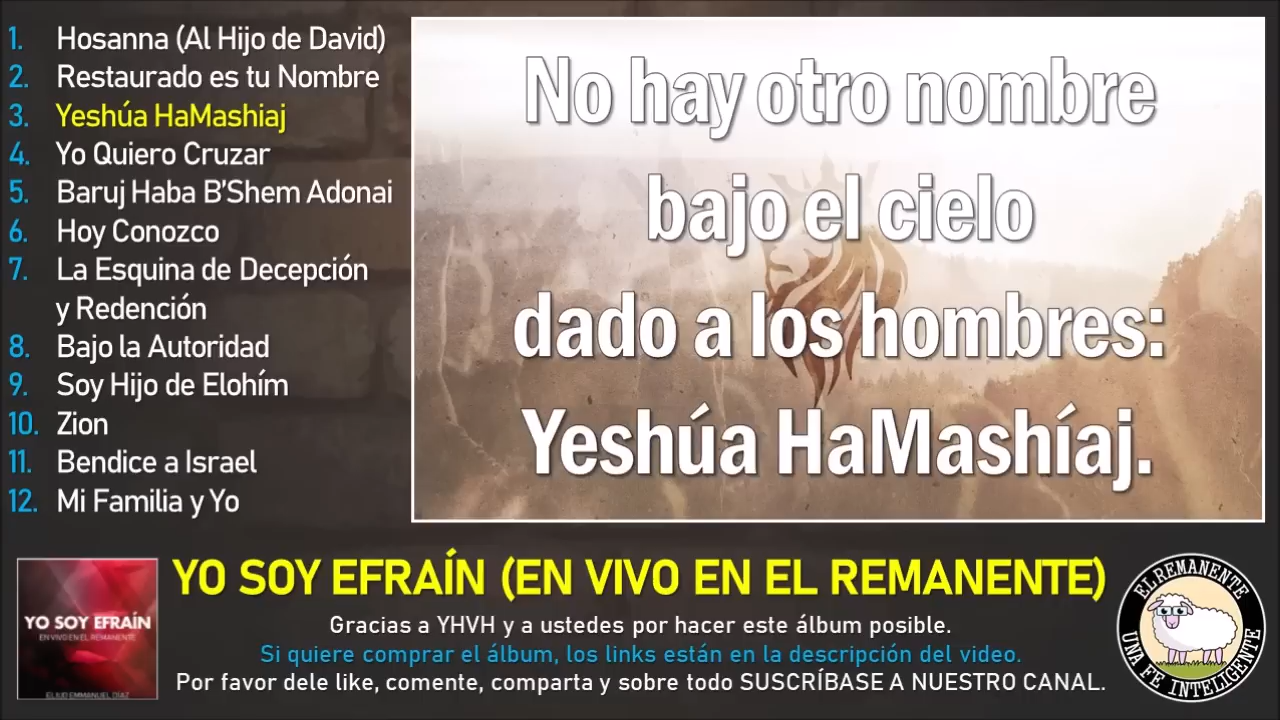 1. Hosanna (Al Hijo de David)
2. Restaurado es tu Nombre
3. Yeshúa HaMashiaj
4. Yo Quiero Cruzar
5. Baruj Haba B'Shem Adonai
6. Hoy Conozco
7. La Esquina de Decepción
y Redención
8. Bajo la Autoridad
9. Soy Hijo de Elohím
10. Zion
11. Bendice a Israel
12. Mi Familia y Yo
No hay otro nombre
bajo el cielo
dado a los hombres:
Yeshúa HaMashíaj.
YO SOY EFRAÍN
EN VIVO EN EL REMANENTE
ELIUD EMMANUEL DÍAZ
YO SOY EFRAÍN (EN VIVO EN EL REMANENTE)
Gracias a YHVH y a ustedes por hacer este álbum posible.
Si quiere comprar el álbum, los links están en la descripción del video.
Por favor dele like, comente, comparta y sobre todo SUSCRÍBASE A NUESTRO CANAL.
EL REMANENTE
UNA FE INTELIGENTE